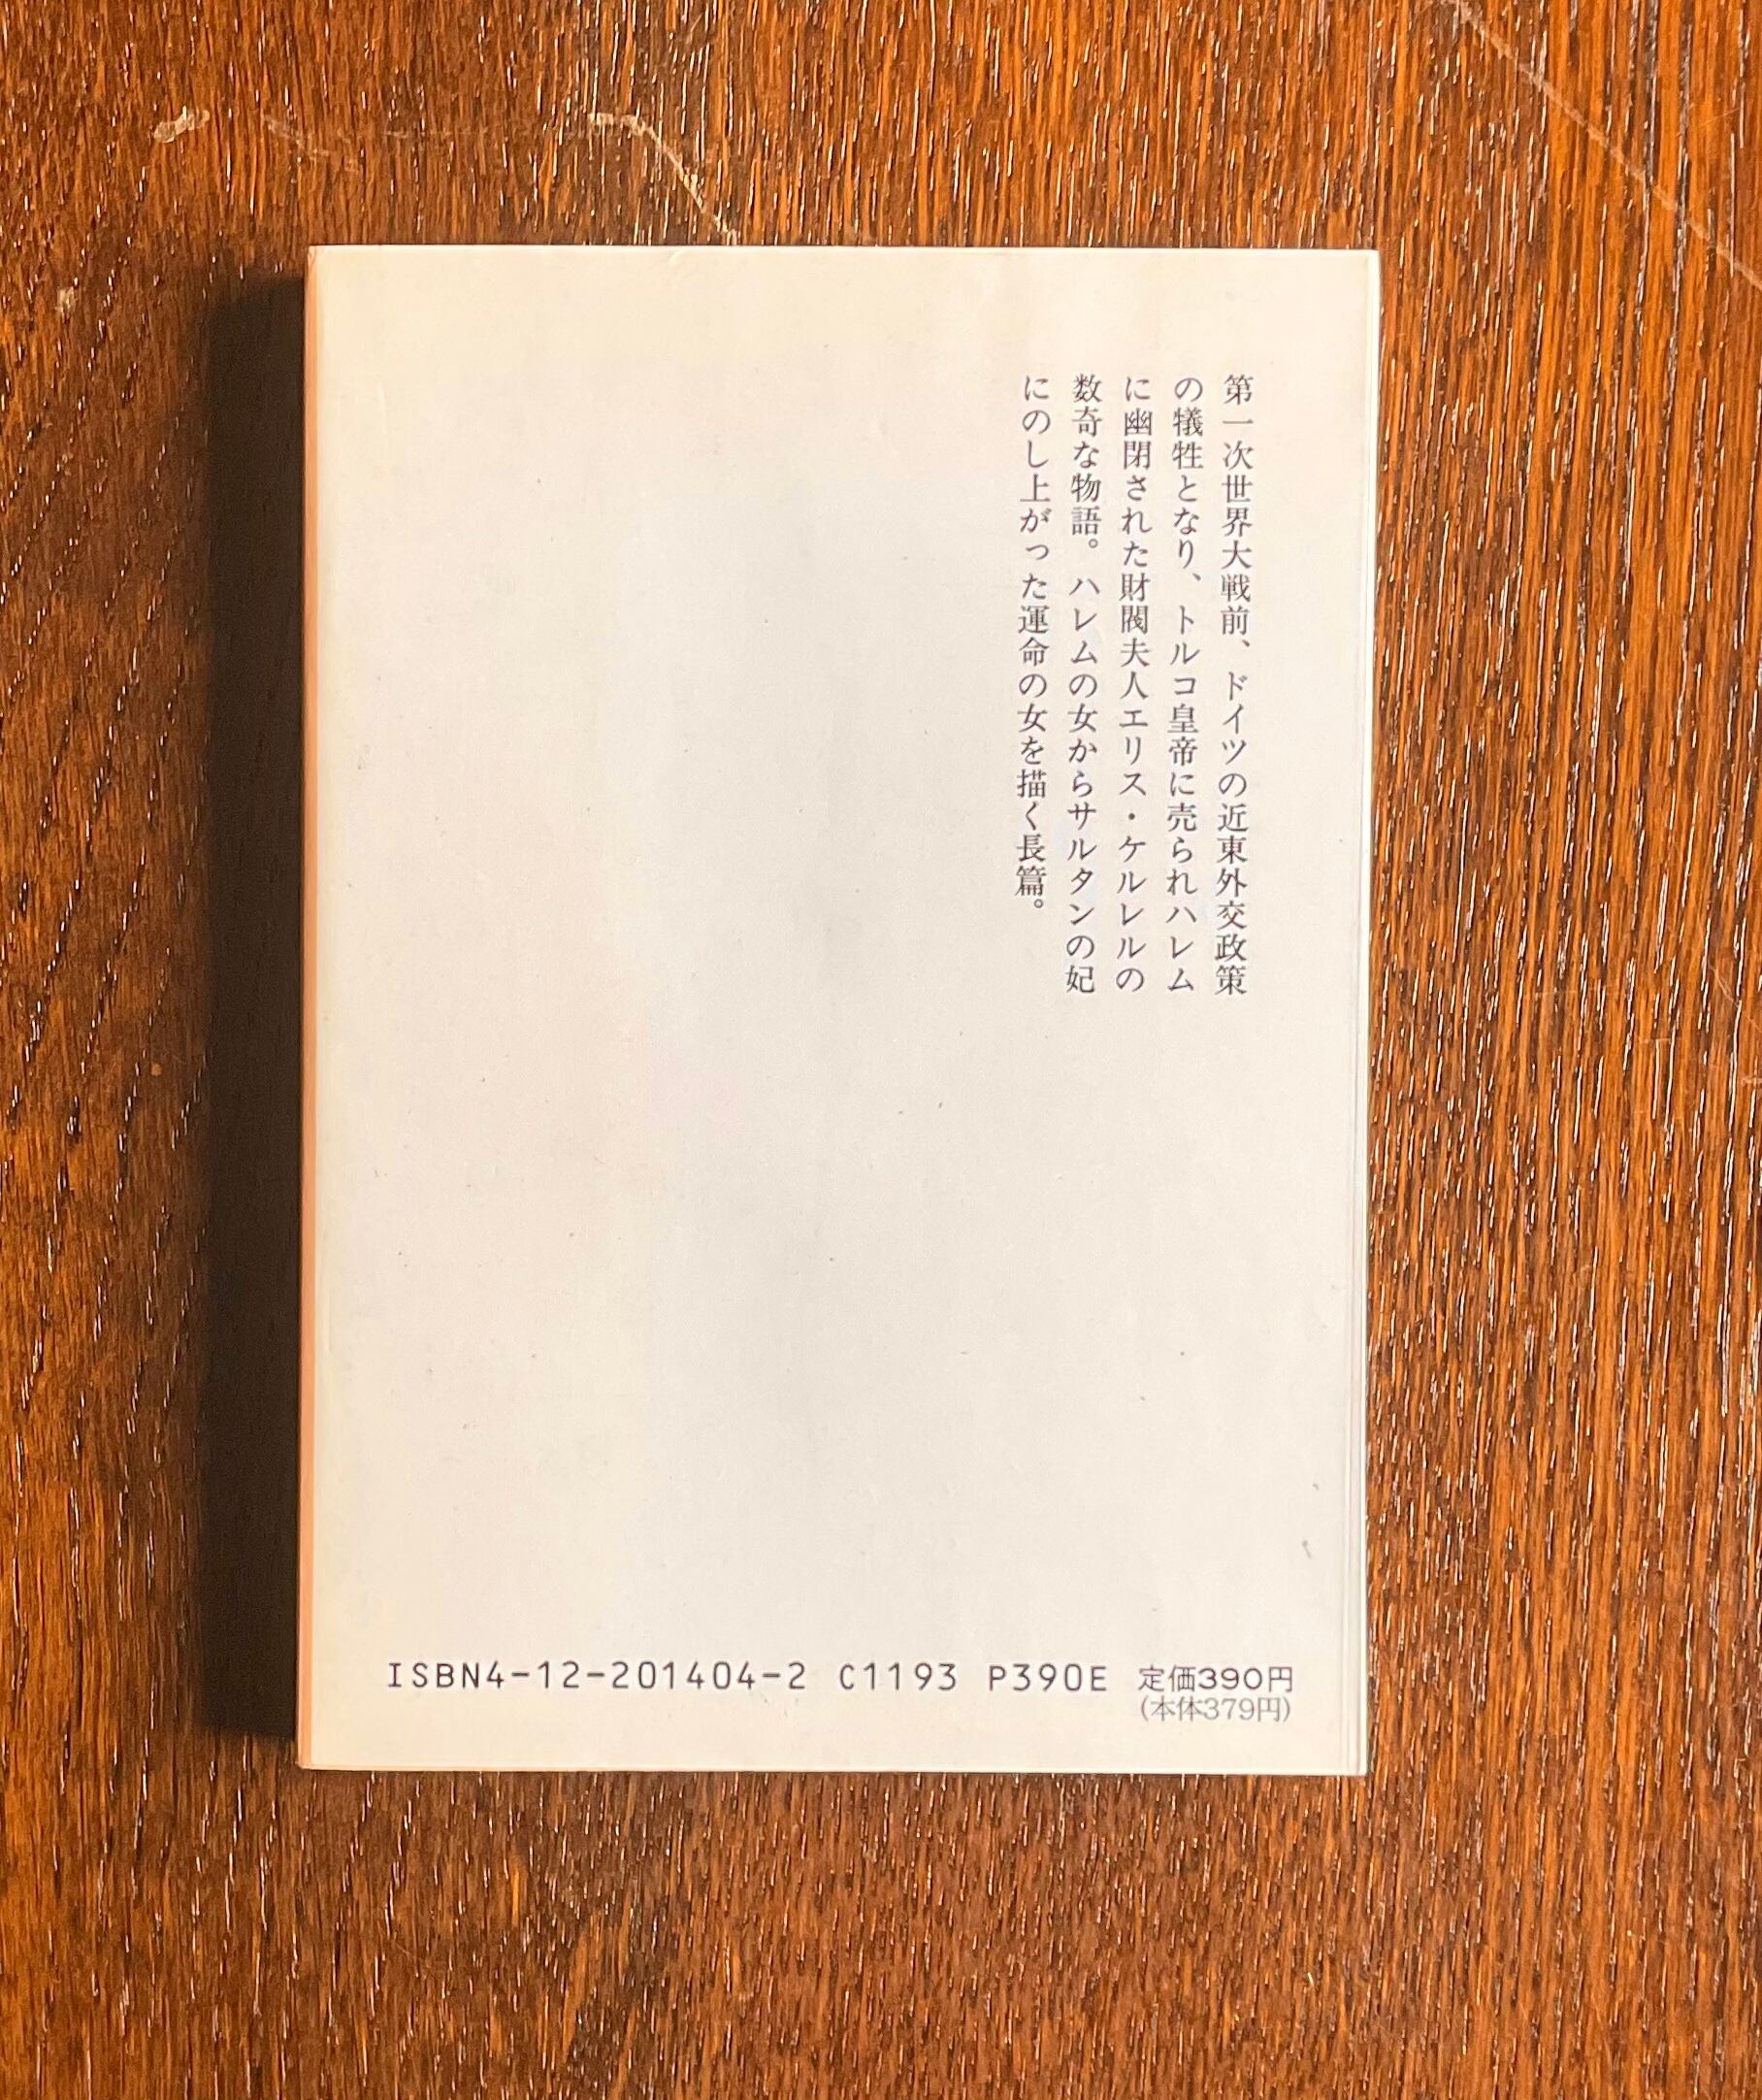 第一次世界大戦前、ドイツの近東外交政策
の犠牲となり、トルコ皇帝に売られハレム
に幽閉された財閥夫人エリス・ケルレルの
数奇な物語。ハレムの女からサルタンの妃
にのし上がった運命の女を描く長篇。
ISBN4-12-201404-2 C1193 P390E 定価390円
(本体379円)